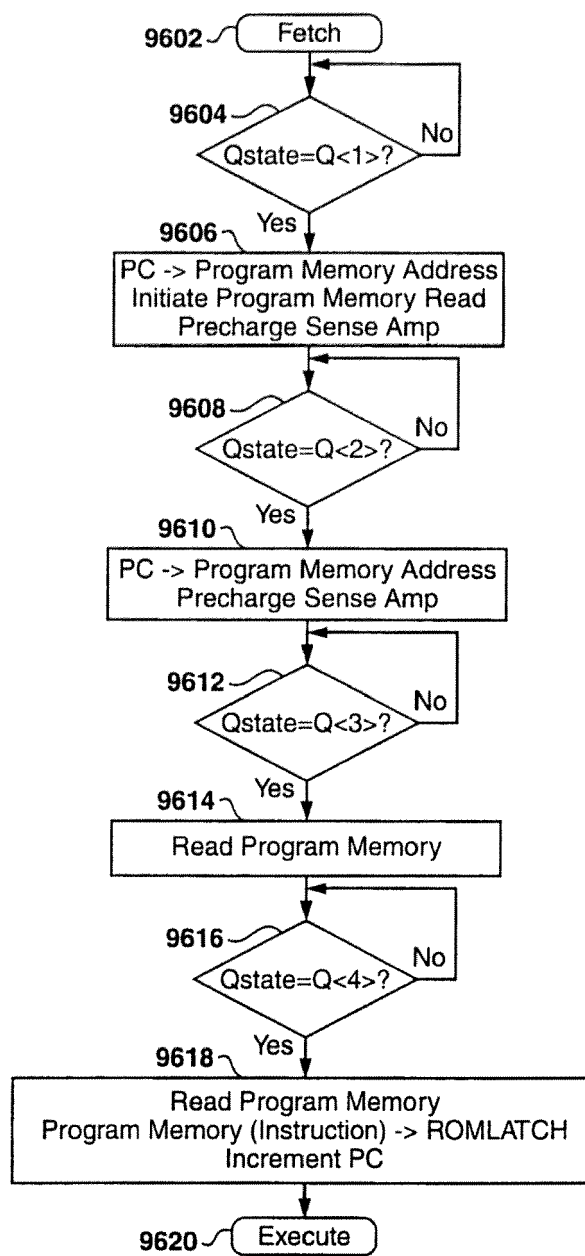 9602 Fetch
9604
Qstate=Q<1>?
No
Yes
9606
PC -> Program Memory Address
Initiate Program Memory Read
Precharge Sense Amp
9608
Qstate=Q<2>?
No
Yes
9610
PC -> Program Memory Address
Precharge Sense Amp
9612
Qstate=Q<3>?
No
Yes
9614
Read Program Memory
9616
Qstate=Q<4>?
No
Yes
9618
Read Program Memory
Program Memory (Instruction) -> ROMLATCH
Increment PC
9620 Execute